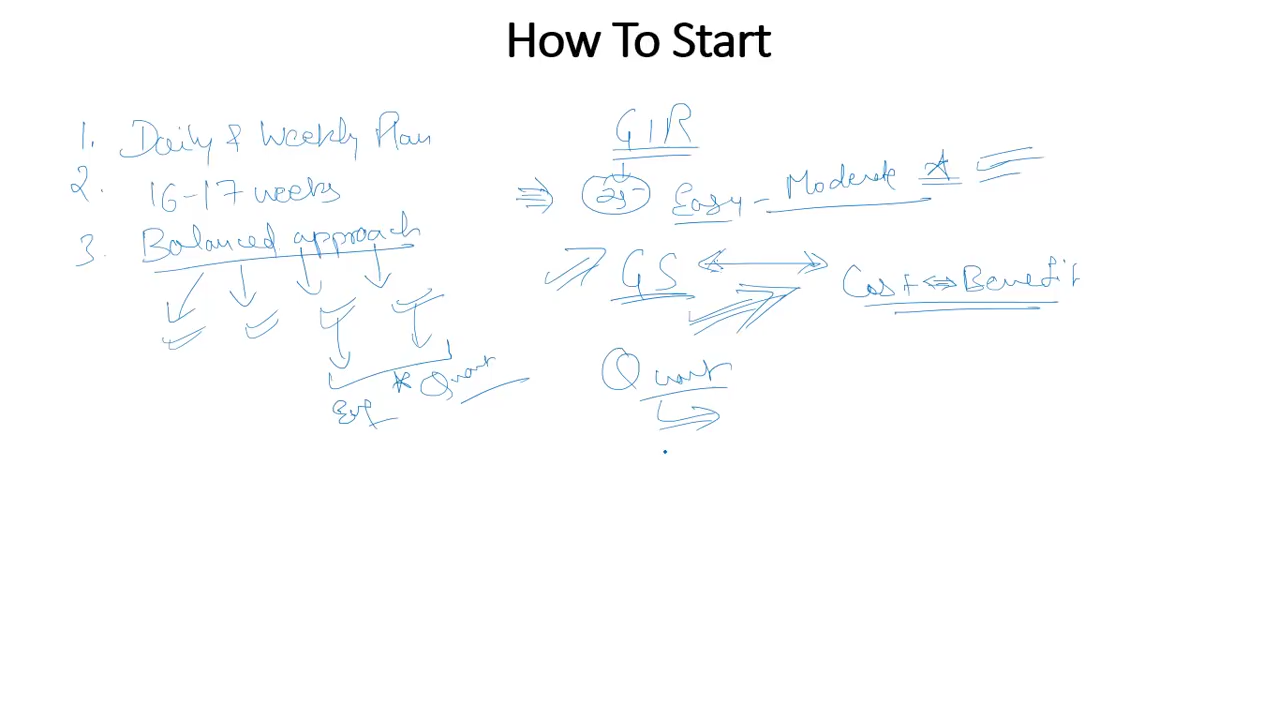 How To Start
1. Daily & Weekly Plan
2. 16-17 weeks
3. Balanced approach
Quant
GIR
25 Easy - Moderate
GS
Cost Benefit
Quant